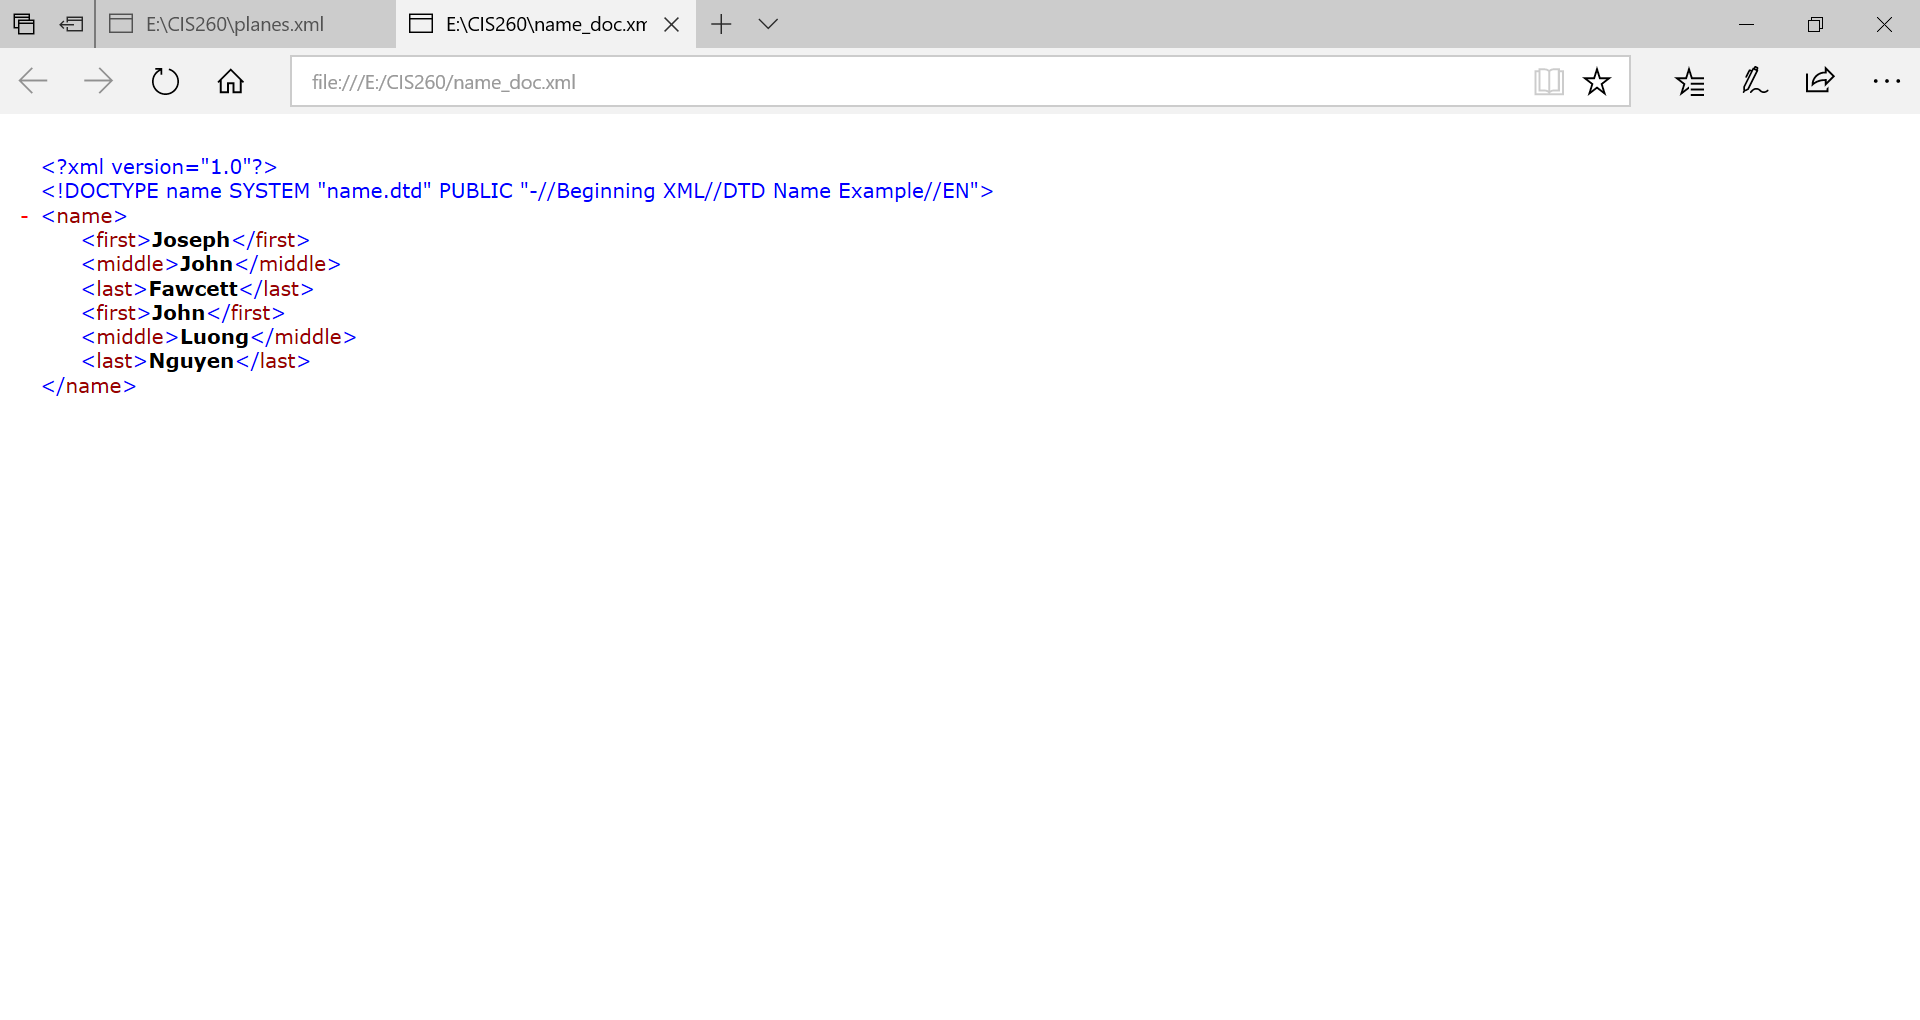 E:\CIS260\planes.xml
E:\CIS260\name_doc.xm
file:///E:/CIS260/name_doc.xml
<?xml version="1.0"?>
<!DOCTYPE name SYSTEM "name.dtd" PUBLIC "-//Beginning XML//DTD Name Example//EN">
- <name>
<first>Joseph</first>
<middle>John</middle>
<last>Fawcett</last>
<first>John</first>
<middle>Luong</middle>
<last>Nguyen</last>
</name>